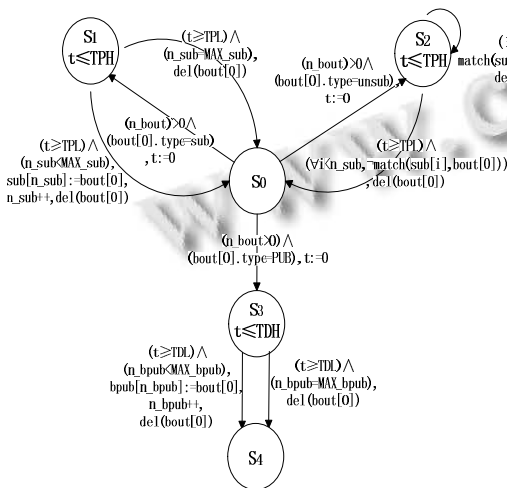 S1
t≤TPH
(t≥TPL)∧
(n_sub=MAX_sub),
del(bout[0])
(n_bout)>0∧
(bout[0].type=sub)
,t:=0
(t≥TPL)∧
(n_sub<MAX_sub),
sub[n_sub]:=bout[0],
n_sub++,del(bout[0])
S0
(n_bout)>0∧
(bout[0].type=unsub),
t:=0
S2
t≤TPH
match(su
de
(t≥TPL)∧
(∀i<n_sub,¬match(sub[i],bout[0]))
,del(bout[0])
(n_bout>0)∧
(bout[0].type=PUB),t:=0
S3
t≤TDH
(t≥TDL)∧
(n_bpub<MAX_bpub),
bpub[n_bpub]:=bout[0],
n_bpub++,
del(bout[0])
(t≥TDL)∧
(n_bpub=MAX_bpub),
del(bout[0])
S4
www.c